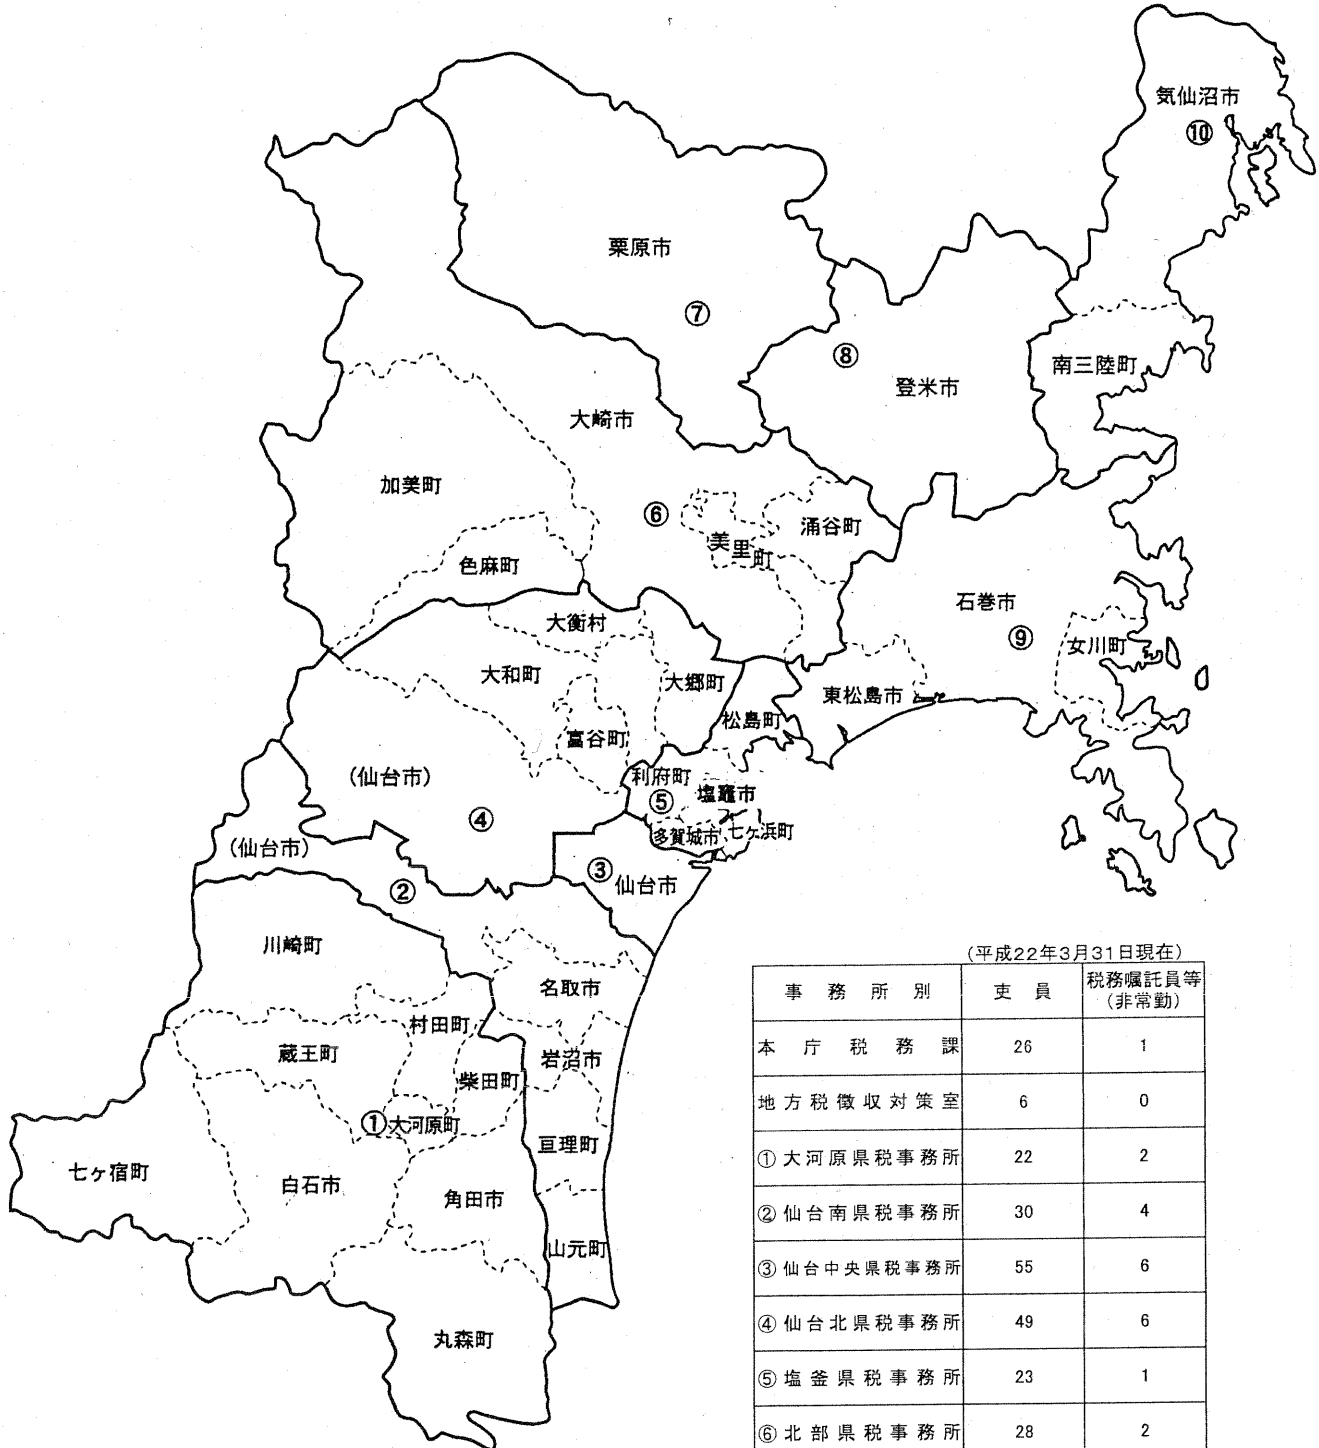 気仙沼市
⑩
栗原市
⑦
⑧
登米市
南三陸町
大崎市
加美町
⑥
美里町
涌谷町
色麻町
石巻市
⑨
女川町
大衡村
大和町
大郷町
東松島市
松島町
富谷町
(仙台市)
利府町
⑤
塩竈市
④
多賀城市
七ヶ浜町
(仙台市)
③
仙台市
②
川崎町
名取市
村田町
蔵王町
岩沼市
柴田町
①大河原町
亘理町
七ヶ宿町
白石市
角田市
山元町
丸森町
(平成22年3月31日現在)
事務所別 吏員 税務嘱託員等(非常勤)
本庁税務課 26 1
地方税徴収対策室 6 0
①大河原県税事務所 22 2
②仙台南県税事務所 30 4
③仙台中央県税事務所 55 6
④仙台北県税事務所 49 6
⑤塩釜県税事務所 23 1
⑥北部県税事務所 28 2